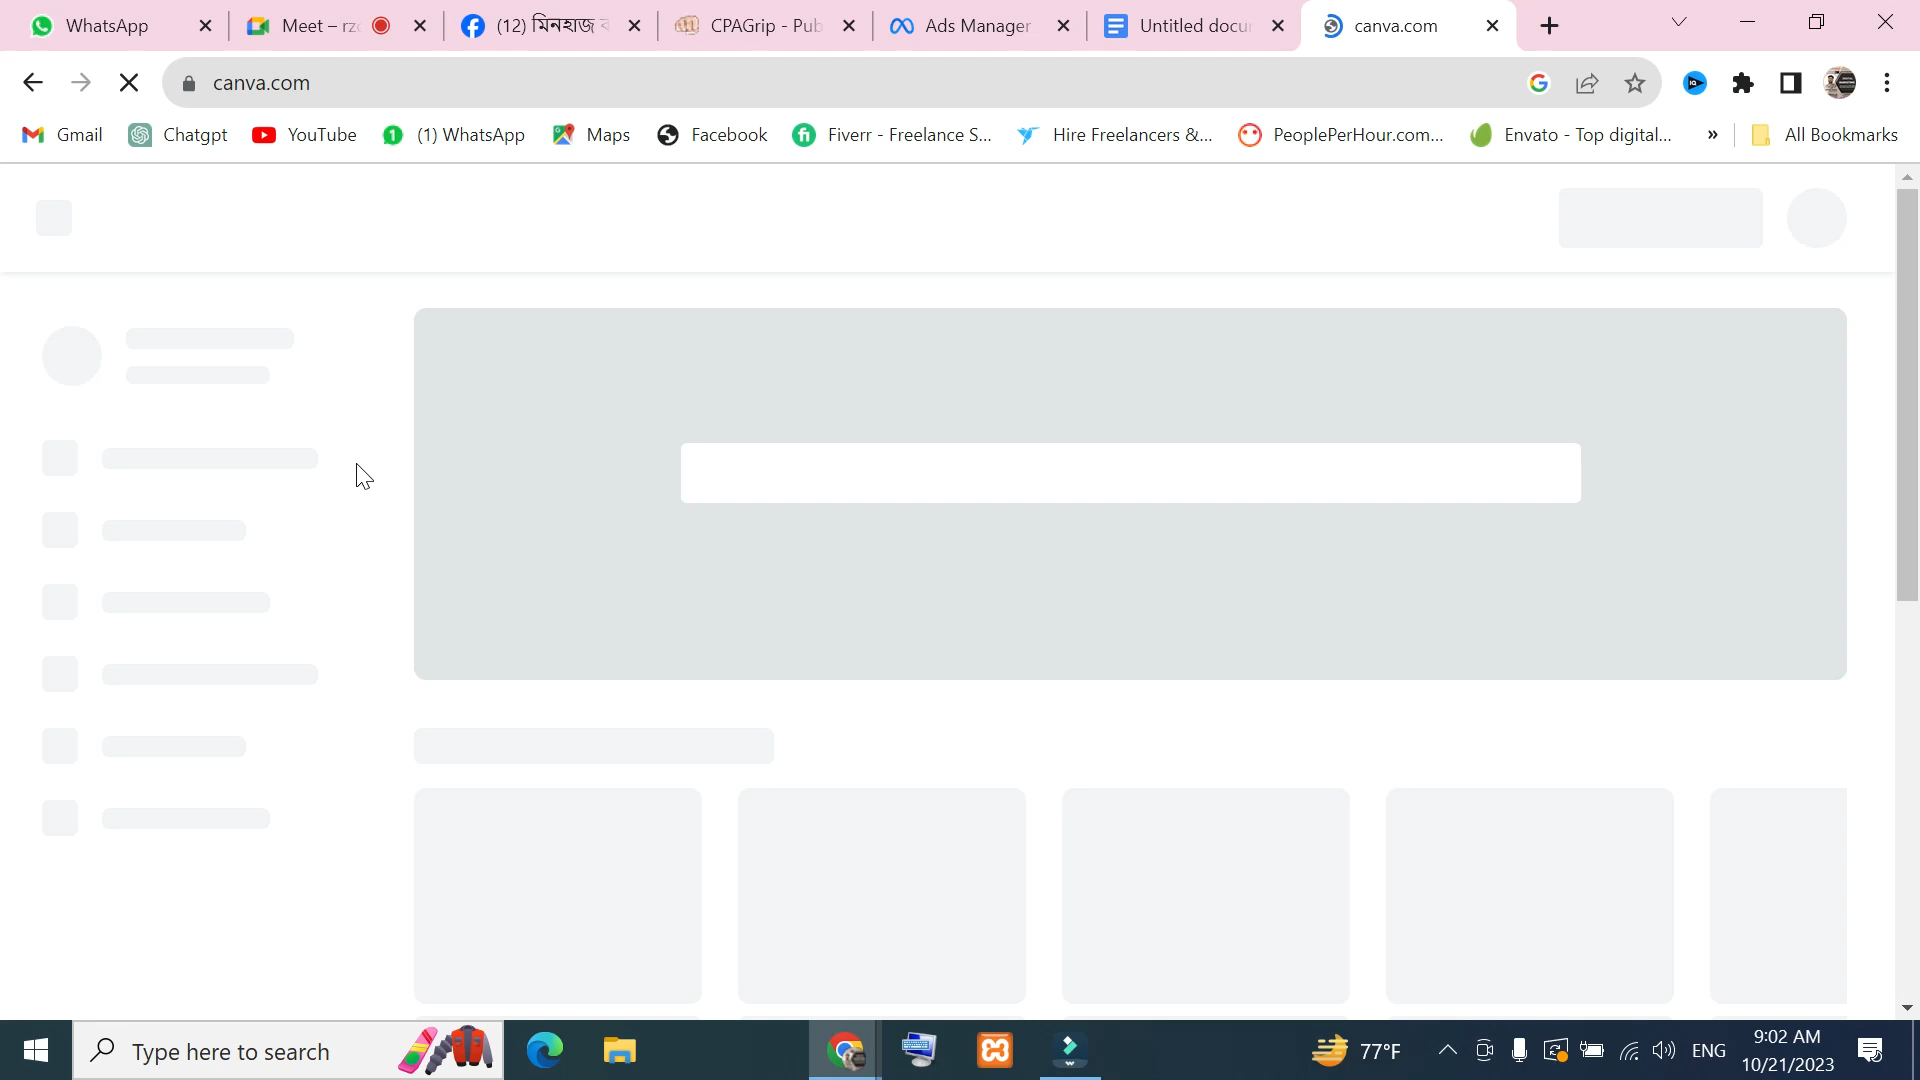 WhatsApp
Meet – rz
(12) মিনহাজ ব
CPAGrip - Pub
Ads Manager
Untitled docu
canva.com
canva.com
Gmail
Chatgpt
YouTube
(1) WhatsApp
Maps
Facebook
Fiverr - Freelance S...
Hire Freelancers &...
PeoplePerHour.com...
Envato - Top digital...
»
All Bookmarks
Type here to search
77°F
ENG
9:02 AM
10/21/2023